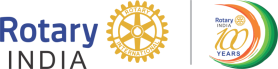 Rotary
INDIA
ROTARY
INTERNATIONAL
Rotary
INDIA
100
YEARS